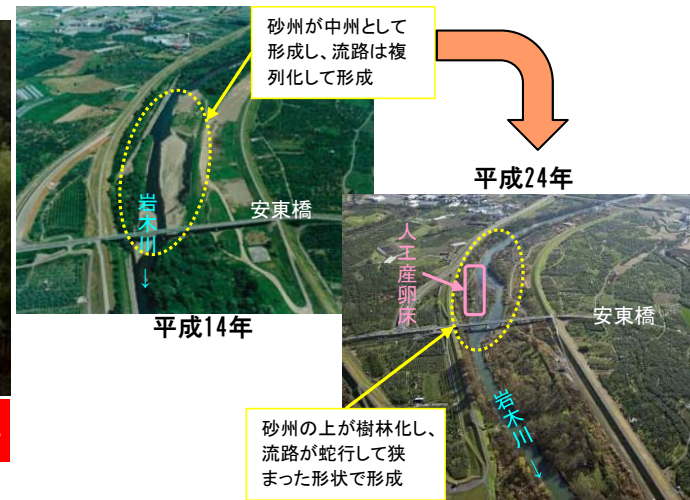 砂州が中州として
形成し、流路は複
列化して形成
平成24年
岩木川
↓
安東橋
平成14年
人工産卵床
安東橋
岩木川
↓
砂州の上が樹林化し、
流路が蛇行して狭
まった形状で形成